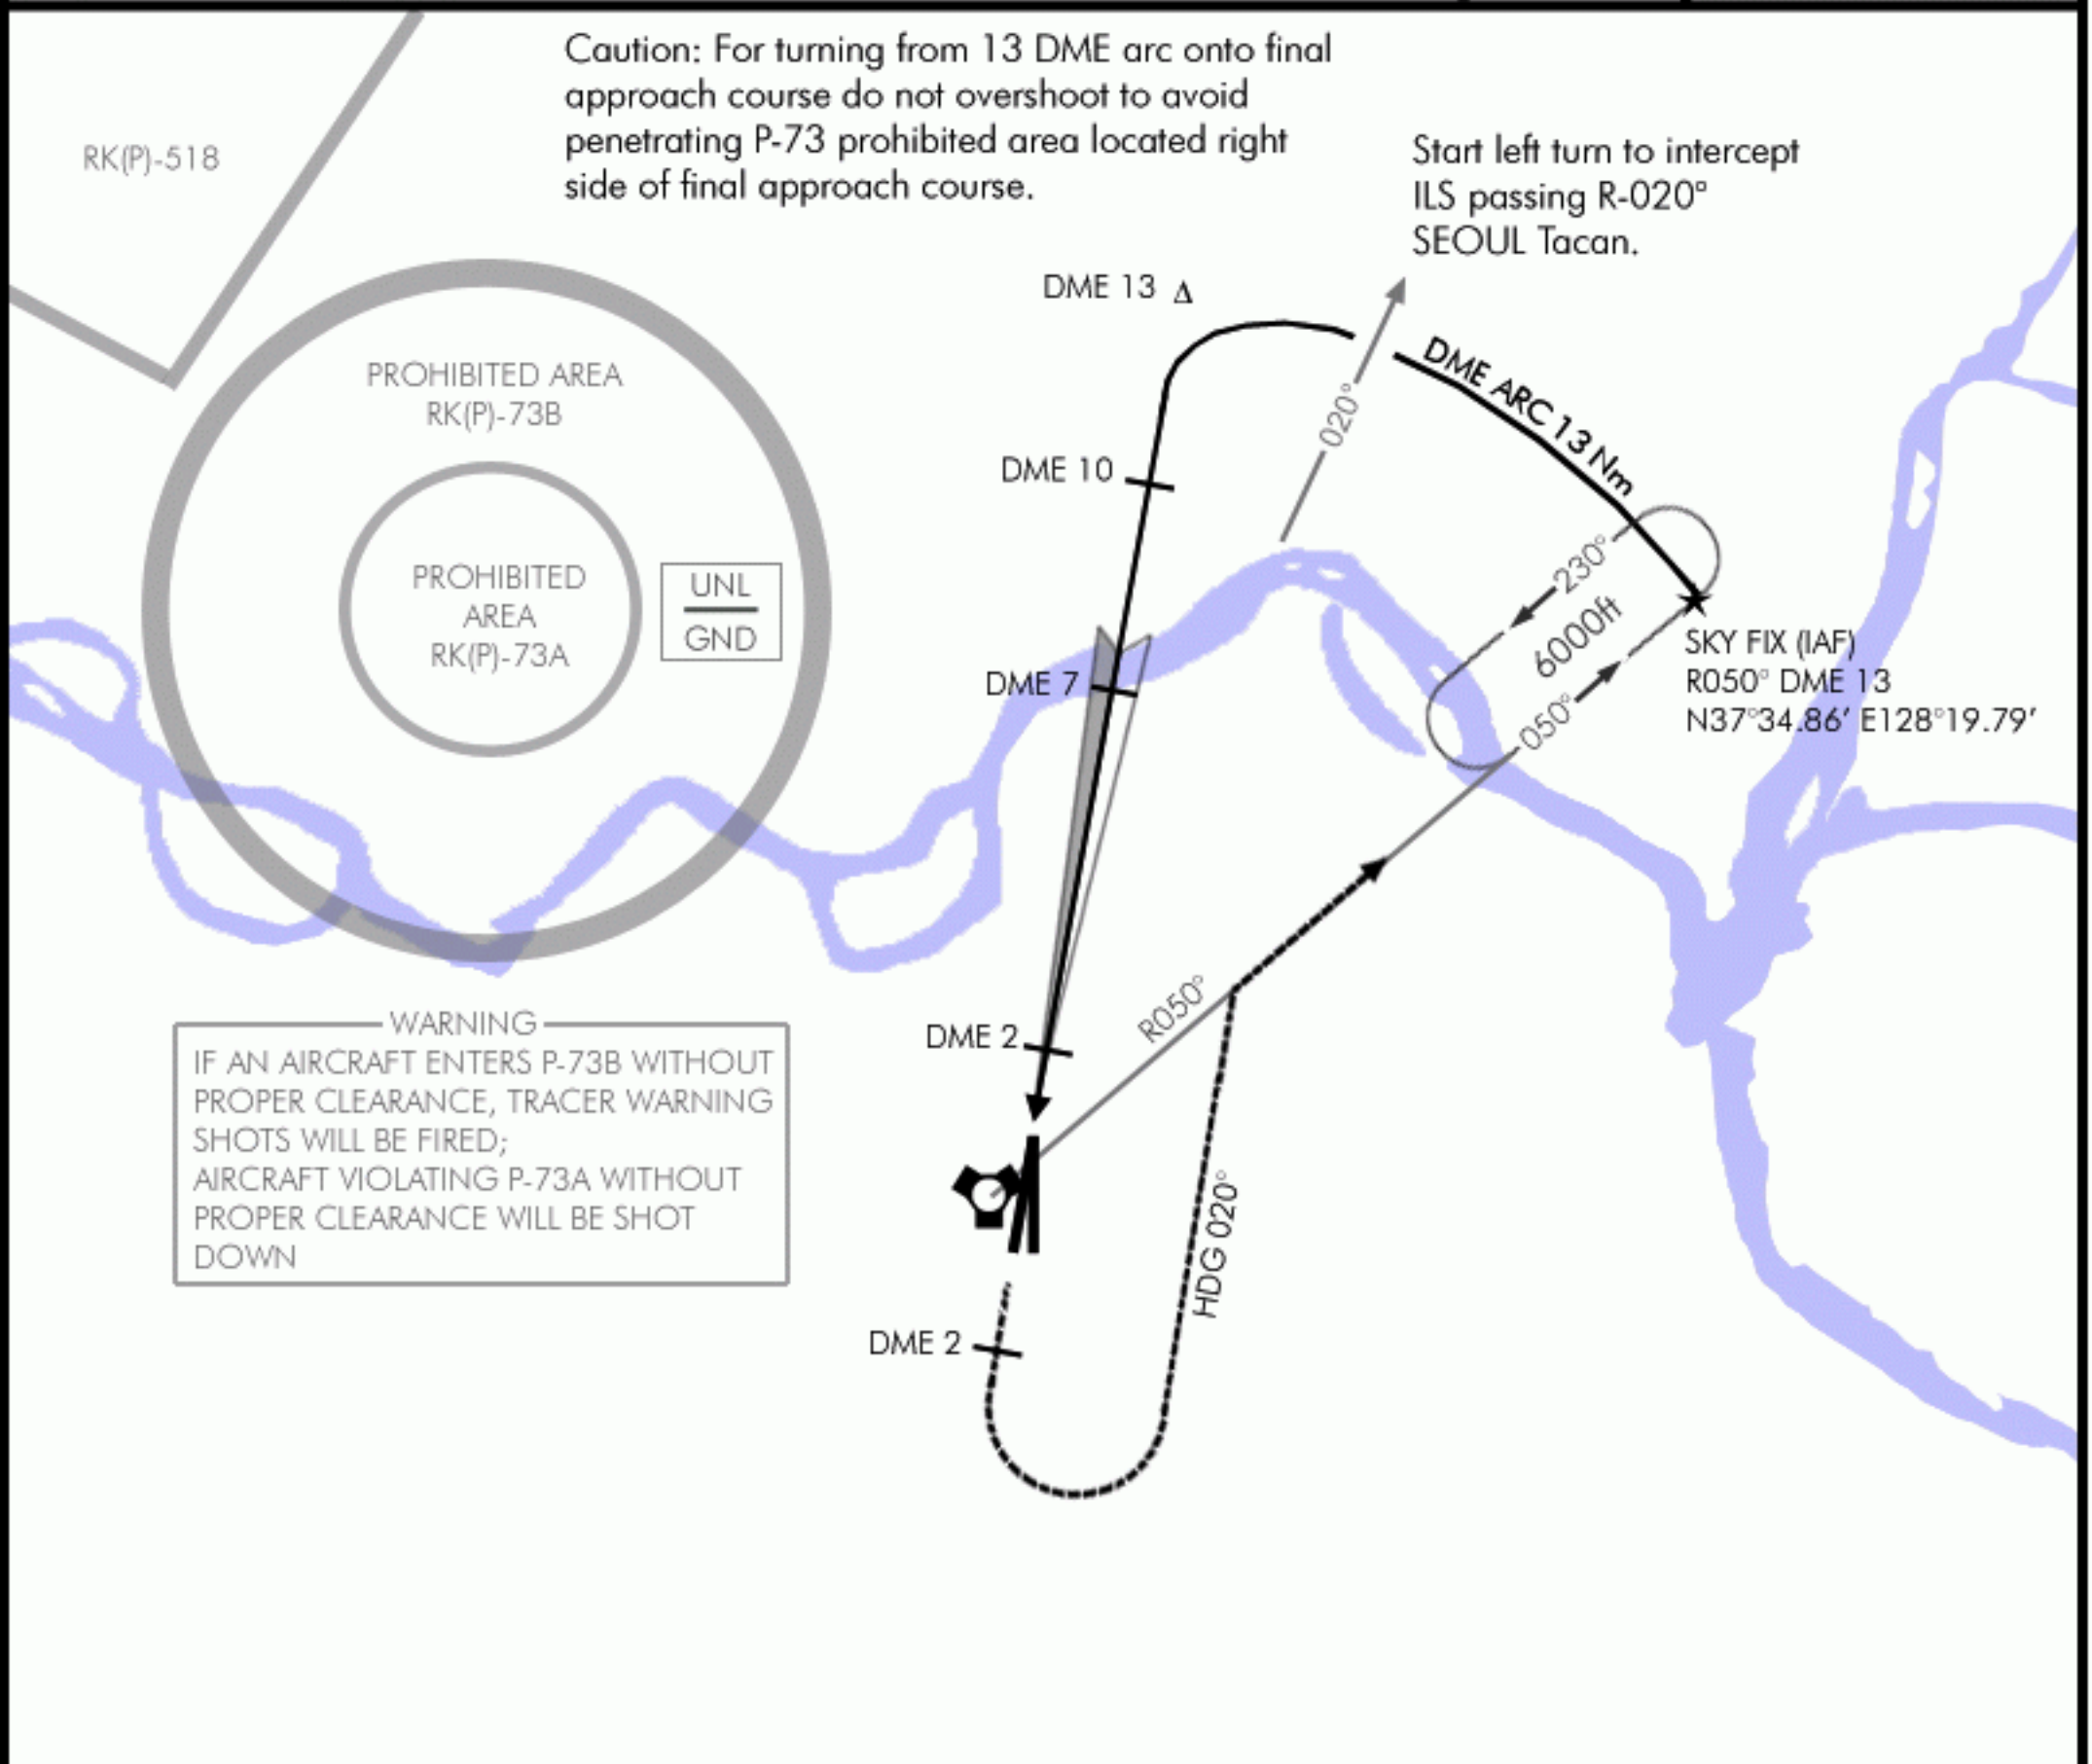 Caution: For turning from 13 DME arc onto final
approach course do not overshoot to avoid
penetrating P-73 prohibited area located right
side of final approach course.
Start left turn to intercept
ILS passing R-020°
SEOUL Tacan.
RK(P)-518
DME 13 Δ
DME ARC 13 Nm
020°
PROHIBITED AREA
RK(P)-73B
DME 10
PROHIBITED
AREA
RK(P)-73A
UNL
GND
230°
6000ft
050°
SKY FIX (IAF)
R050° DME 13
N37°34.86' E128°19.79'
DME 7
R050°
DME 2
WARNING
IF AN AIRCRAFT ENTERS P-73B WITHOUT
PROPER CLEARANCE, TRACER WARNING
SHOTS WILL BE FIRED;
AIRCRAFT VIOLATING P-73A WITHOUT
PROPER CLEARANCE WILL BE SHOT
DOWN
HDG 020°
DME 2